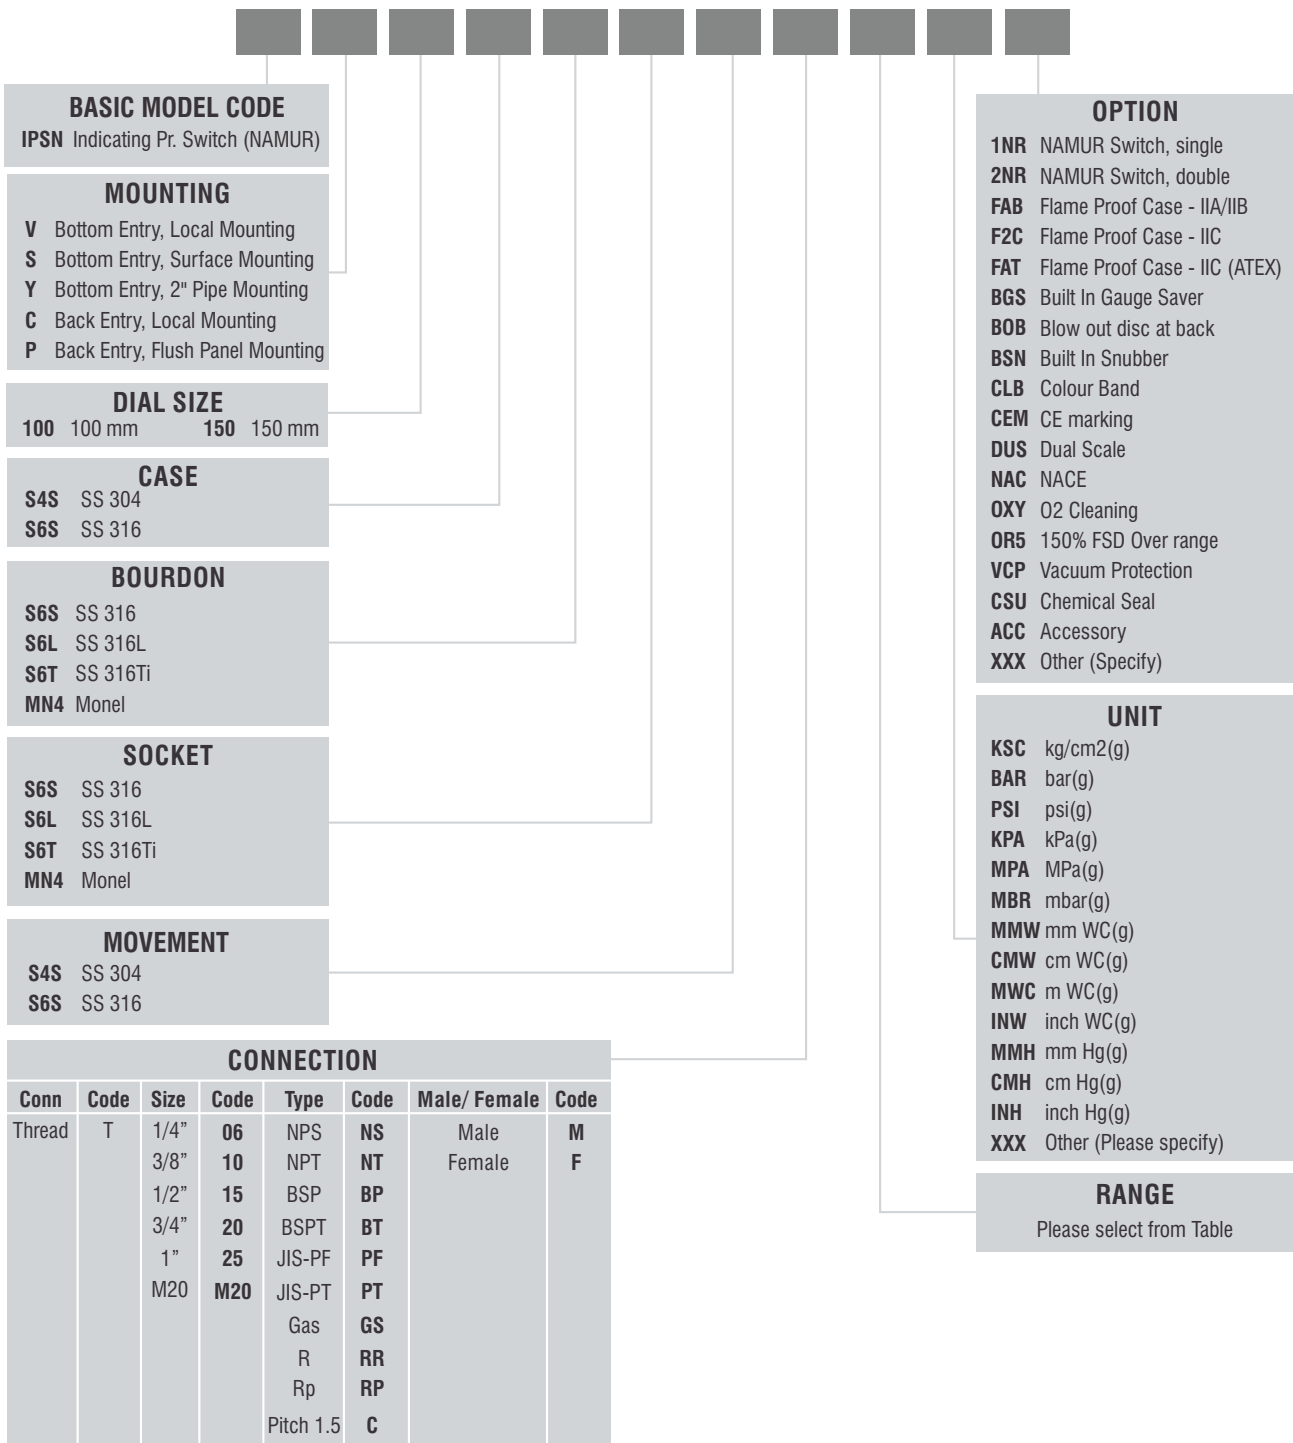 BASIC MODEL CODE
IPSN Indicating Pr. Switch (NAMUR)
MOUNTING
V Bottom Entry, Local Mounting
S Bottom Entry, Surface Mounting
Y Bottom Entry, 2" Pipe Mounting
C Back Entry, Local Mounting
P Back Entry, Flush Panel Mounting
DIAL SIZE
100 100 mm 150 150 mm
CASE
S4S SS 304
S6S SS 316
BOURDON
S6S SS 316
S6L SS 316L
S6T SS 316Ti
MN4 Monel
SOCKET
S6S SS 316
S6L SS 316L
S6T SS 316Ti
MN4 Monel
MOVEMENT
S4S SS 304
S6S SS 316
CONNECTION
Conn Code Size Code Type Code Male/ Female Code
Thread T 1/4” 06 NPS NS Male M
3/8” 10 NPT NT Female F
1/2” 15 BSP BP
3/4” 20 BSPT BT
1” 25 JIS-PF PF
M20 M20 JIS-PT PT
Gas GS
R RR
Rp RP
Pitch 1.5 C
OPTION
1NR NAMUR Switch, single
2NR NAMUR Switch, double
FAB Flame Proof Case - IIA/IIB
F2C Flame Proof Case - IIC
FAT Flame Proof Case - IIC (ATEX)
BGS Built In Gauge Saver
BOB Blow out disc at back
BSN Built In Snubber
CLB Colour Band
CEM CE marking
DUS Dual Scale
NAC NACE
OXY O2 Cleaning
OR5 150% FSD Over range
VCP Vacuum Protection
CSU Chemical Seal
ACC Accessory
XXX Other (Specify)
UNIT
KSC kg/cm2(g)
BAR bar(g)
PSI psi(g)
KPA kPa(g)
MPA MPa(g)
MBR mbar(g)
MMW mm WC(g)
CMW cm WC(g)
MWC m WC(g)
INW inch WC(g)
MMH mm Hg(g)
CMH cm Hg(g)
INH inch Hg(g)
XXX Other (Please specify)
RANGE
Please select from Table